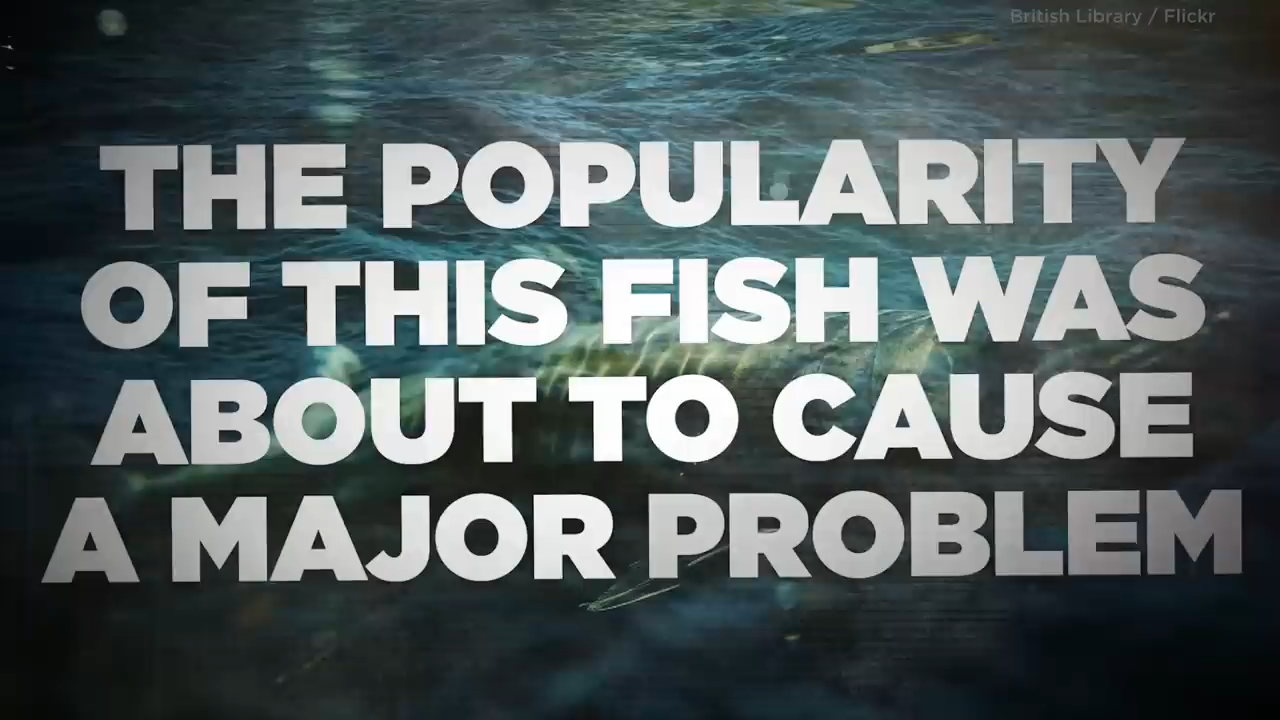 British Library / Flickr
THE POPULARITY
OF THIS FISH WAS
ABOUT TO CAUSE
A MAJOR PROBLEM